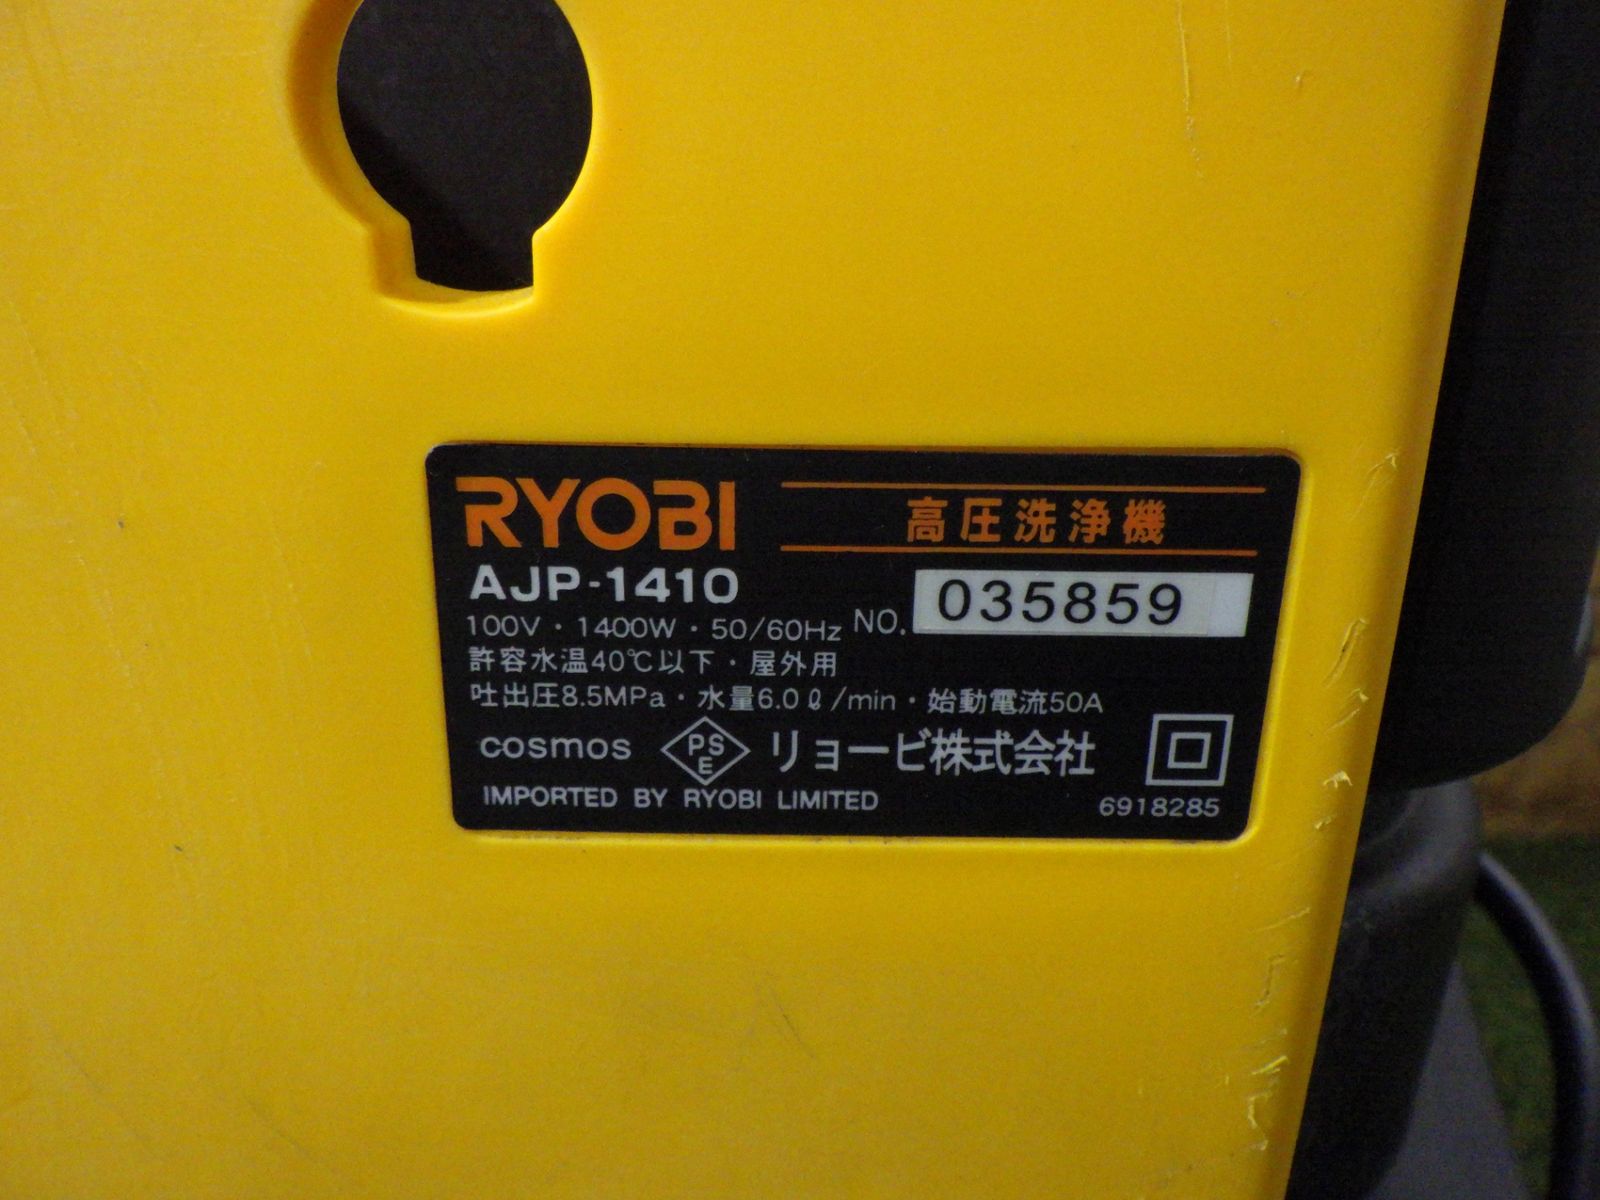 RYOBI 高圧洗浄機
AJP-1410
NO. 035859
100V・1400W・50/60Hz
許容水温40℃以下・屋外用
吐出圧8.5MPa・水量6.0ℓ/min・始動電流50A
cosmos PSE リョービ株式会社
IMPORTED BY RYOBI LIMITED
6918285